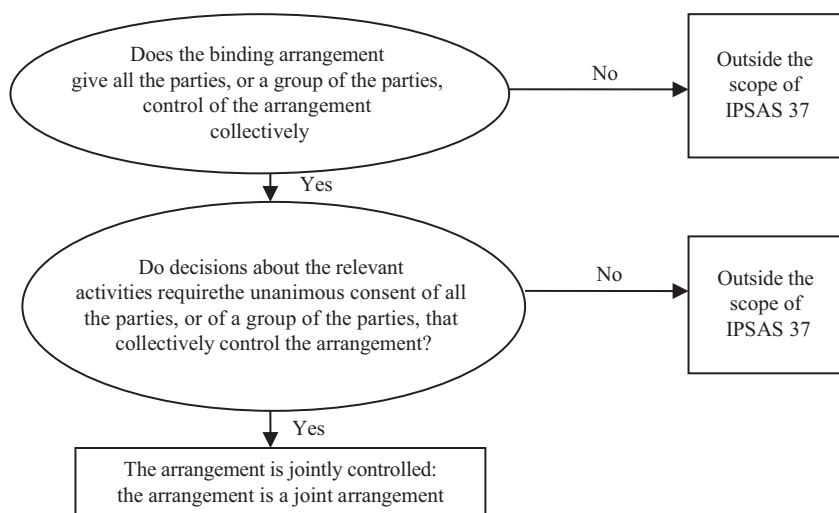 Does the binding arrangement
give all the parties, or a group of the parties,
control of the arrangement
collectively
No
Outside the
scope of
IPSAS 37
Yes
Do decisions about the relevant
activities requirethe unanimous consent of all
the parties, or of a group of the parties, that
collectively control the arrangement?
No
Outside the
scope of
IPSAS 37
Yes
The arrangement is jointly controlled:
the arrangement is a joint arrangement